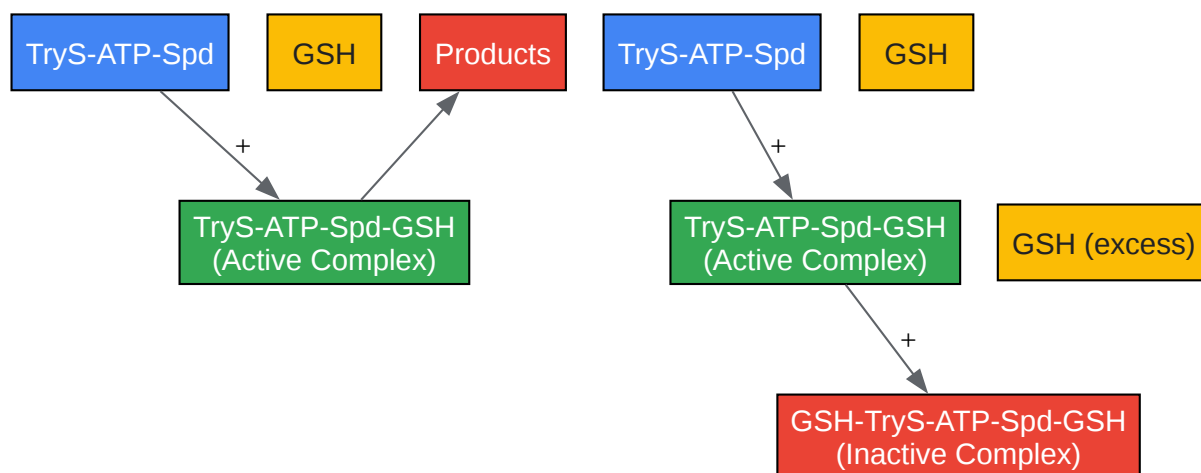 TryS-ATP-Spd
GSH
Products
TryS-ATP-Spd
GSH
+
+
TryS-ATP-Spd-GSH
(Active Complex)
TryS-ATP-Spd-GSH
(Active Complex)
GSH (excess)
+
GSH-TryS-ATP-Spd-GSH
(Inactive Complex)